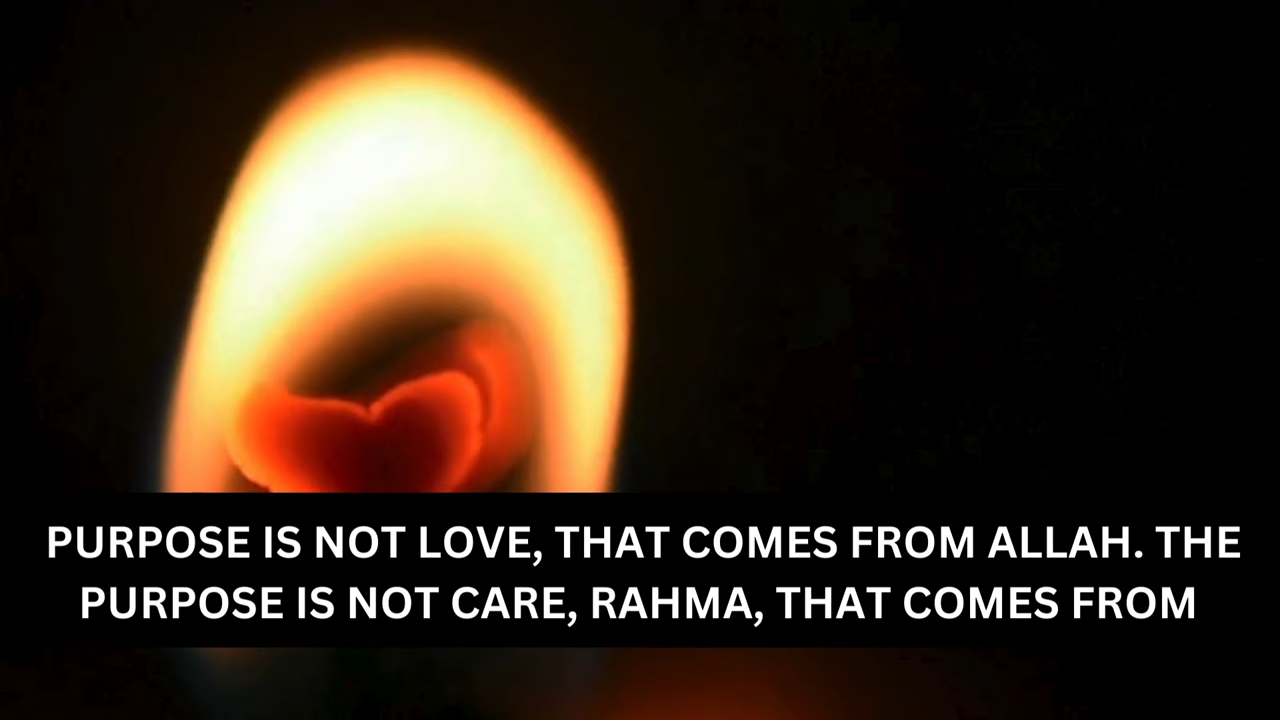 PURPOSE IS NOT LOVE, THAT COMES FROM ALLAH. THE
PURPOSE IS NOT CARE, RAHMA, THAT COMES FROM